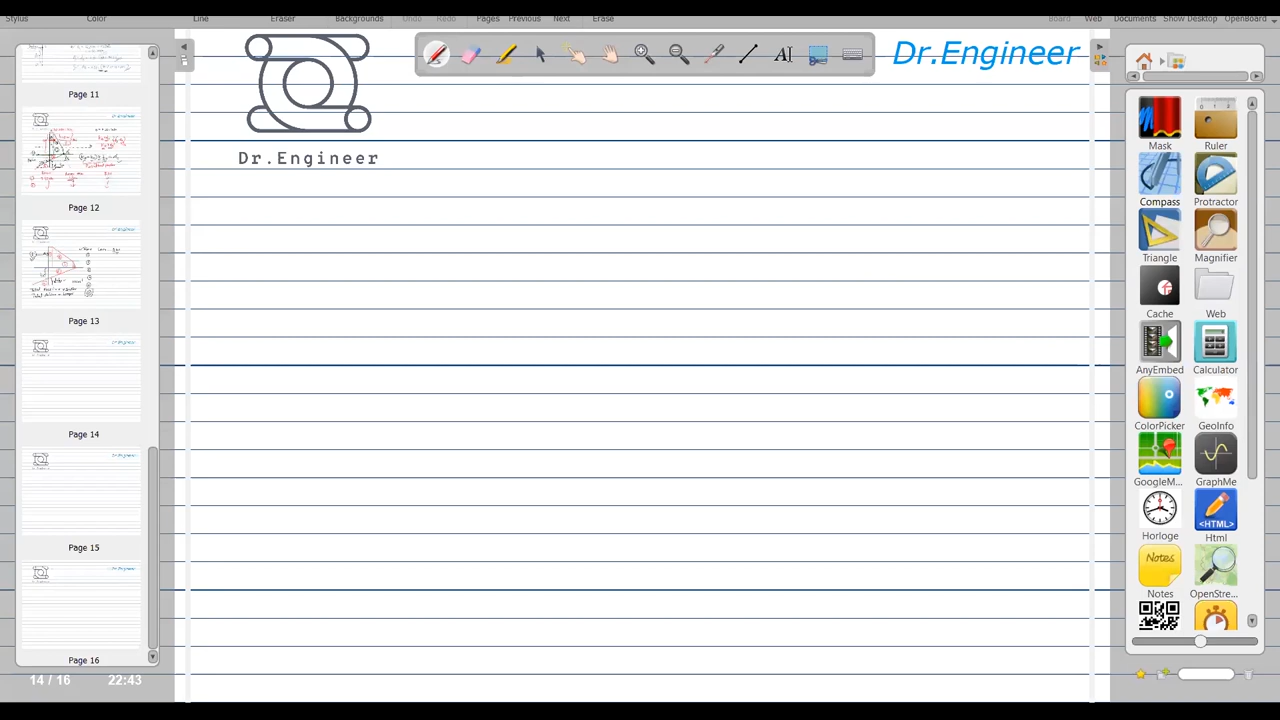 Stylus Color Line Eraser Backgrounds Undo Redo Pages Previous Next Erase Board Web Documents Show Desktop OpenBoard
Dr.Engineer
Dr.Engineer
Page 11
Page 12
Page 13
Page 14
Page 15
Page 16
14 / 16 22:43
Mask Ruler
Compass Protractor
Triangle Magnifier
Cache Web
AnyEmbed Calculator
ColorPicker GeoInfo
GoogleM... GraphMe
<HTML>
Horloge Html
Notes
Notes OpenStre...